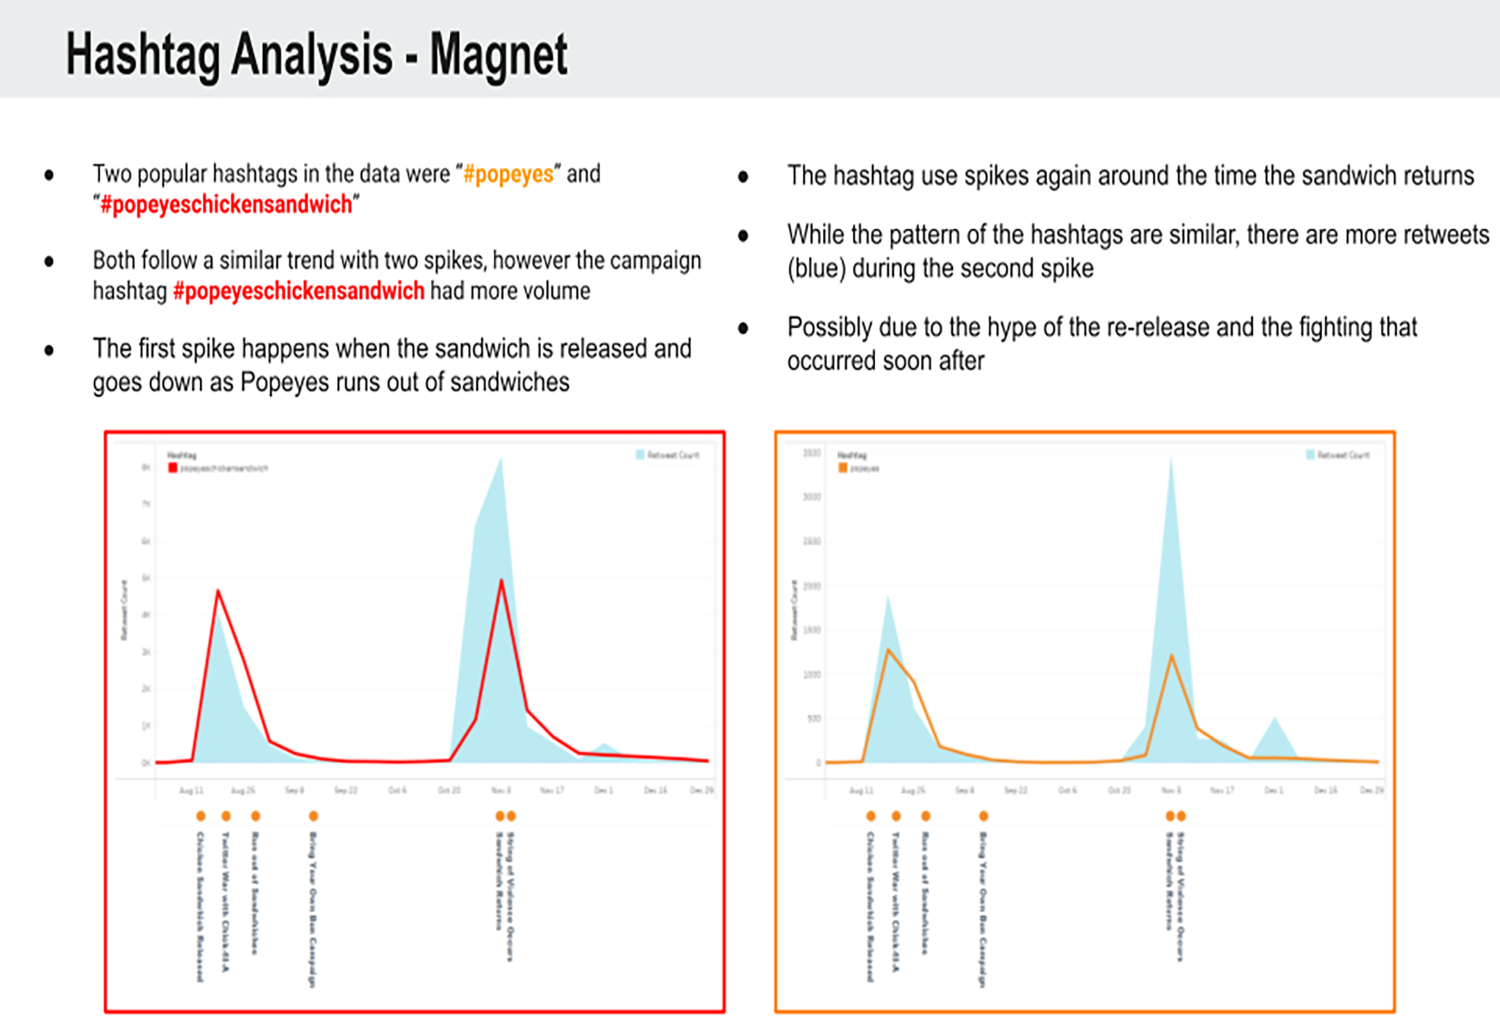 Hashtag Analysis - Magnet
● Two popular hashtags in the data were "#popeyes" and
"#popeyeschickensandwich"
● Both follow a similar trend with two spikes, however the campaign
hashtag #popeyeschickensandwich had more volume
● The first spike happens when the sandwich is released and
goes down as Popeyes runs out of sandwiches
● The hashtag use spikes again around the time the sandwich returns
● While the pattern of the hashtags are similar, there are more retweets
(blue) during the second spike
● Possibly due to the hype of the re-release and the fighting that
occurred soon after
Hashtag
popeyeschickensandwich
Retweet Count
8K
7K
6K
5K
4K
3K
2K
1K
0K
Retweet Count
Aug 11 Aug 25 Sep 8 Sep 22 Oct 6 Oct 20 Nov 3 Nov 17 Dec 1 Dec 15 Dec 29
Chicken Sandwhich Released
Twitter War with Chick-fil-A
Run out of Sandwhiches
Bring Your Own Bun Campaign
Sandwhich Returns
String of Violence Occurs
Hashtag
popeyes
Retweet Count
3500
3000
2500
2000
1500
1000
500
0
Retweet Count
Aug 11 Aug 25 Sep 8 Sep 22 Oct 6 Oct 20 Nov 3 Nov 17 Dec 1 Dec 15 Dec 29
Chicken Sandwhich Released
Twitter War with Chick-fil-A
Run out of Sandwhiches
Bring Your Own Bun Campaign
Sandwhich Returns
String of Violence Occurs